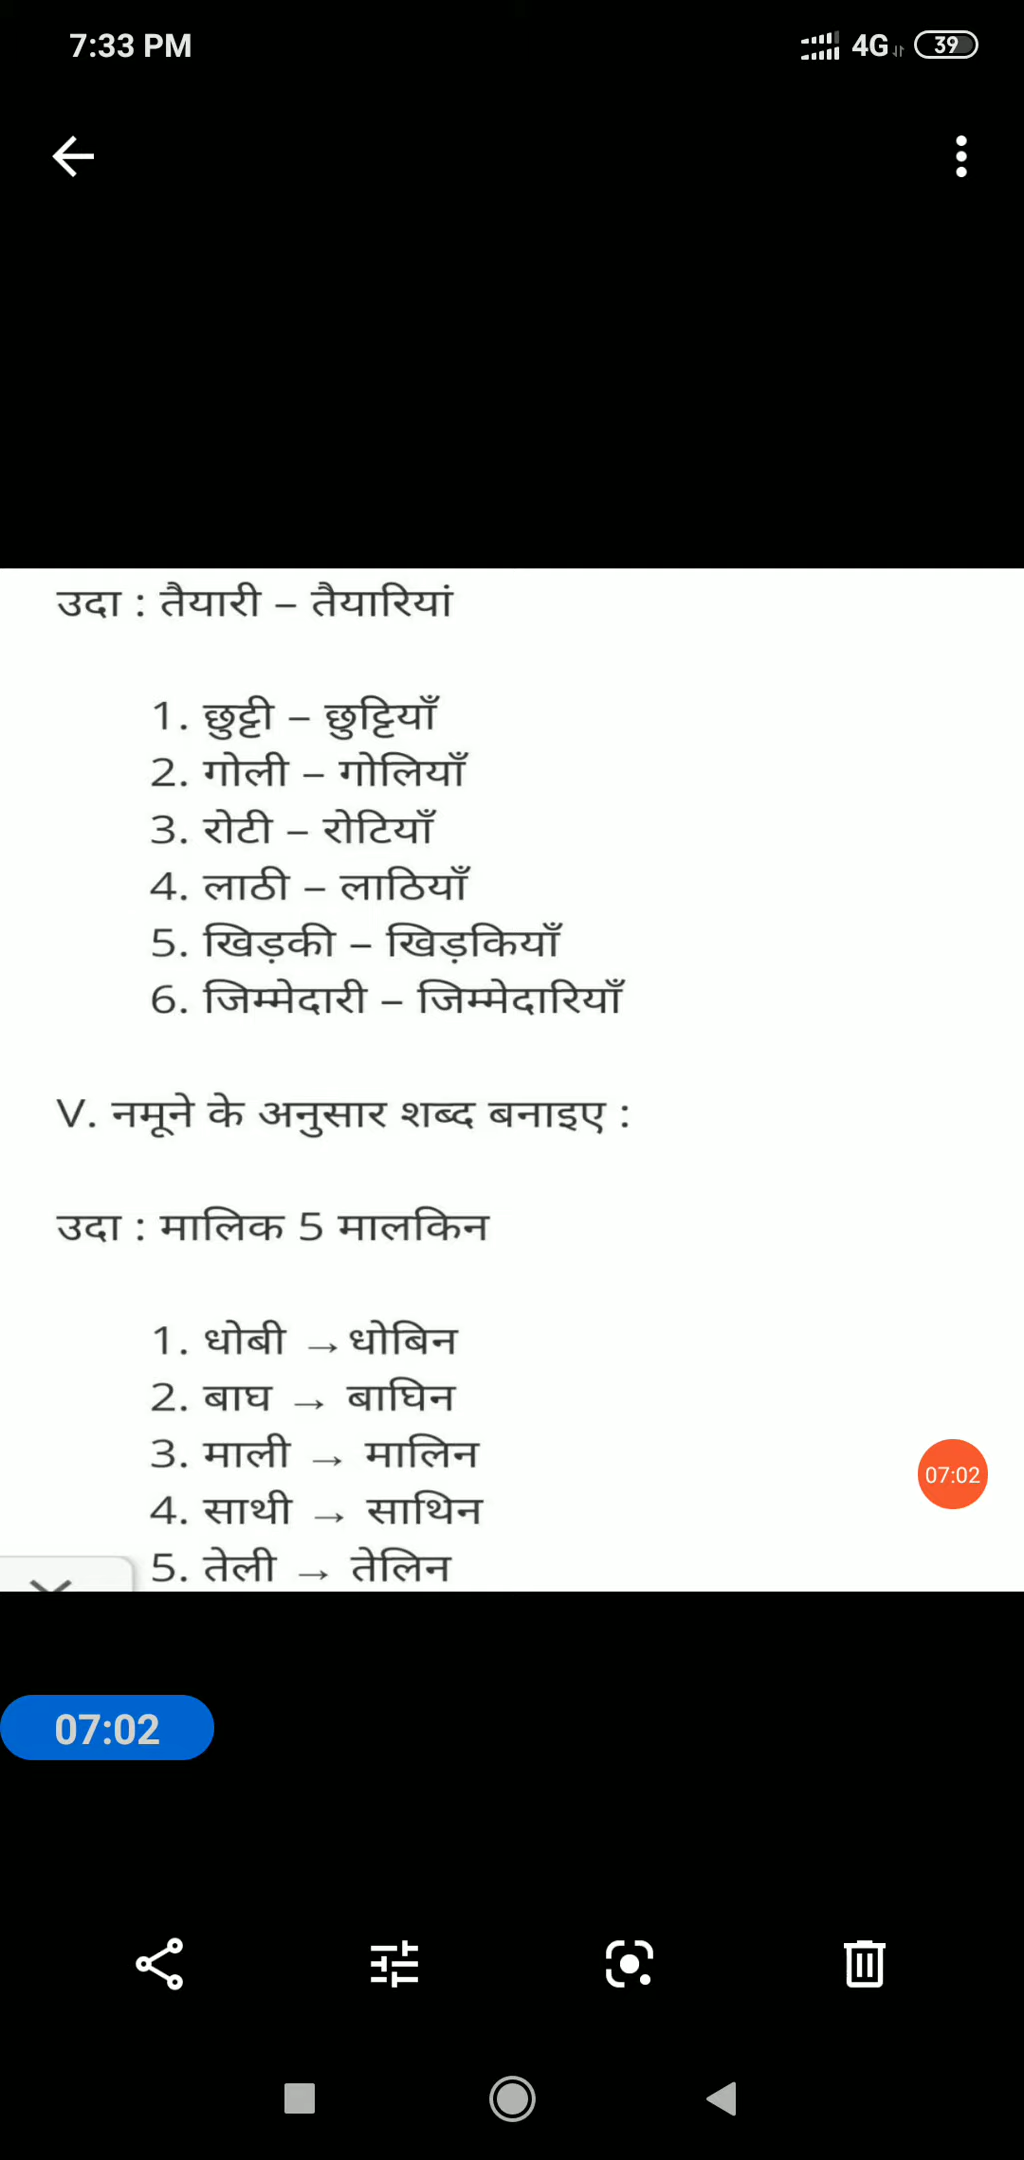 7:33 PM 4G 39
उदा : तैयारी – तैयारियां
1. छुट्टी – छुट्टियाँ
2. गोली – गोलियाँ
3. रोटी – रोटियाँ
4. लाठी – लाठियाँ
5. खिड़की – खिड़कियाँ
6. जिम्मेदारी – जिम्मेदारियाँ
V. नमूने के अनुसार शब्द बनाइए :
उदा : मालिक 5 मालकिन
1. धोबी → धोबिन
2. बाघ → बाघिन
3. माली → मालिन
07:02
4. साथी → साथिन
5. तेली → तेलिन
07:02